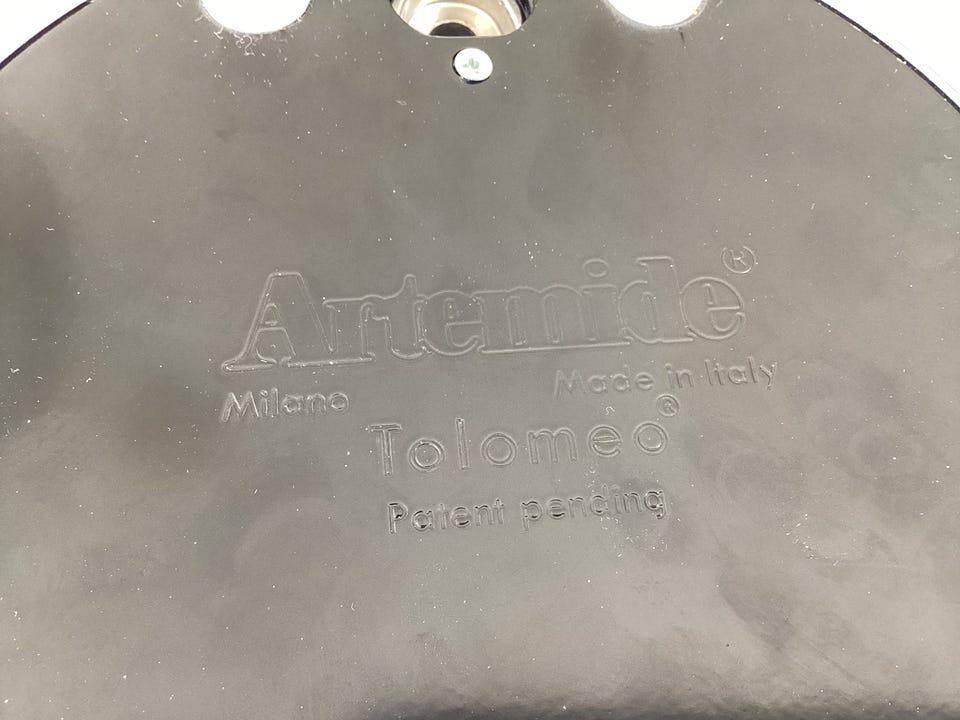 Artemide®
Milano Made in Italy
Tolomeo®
Patent pending